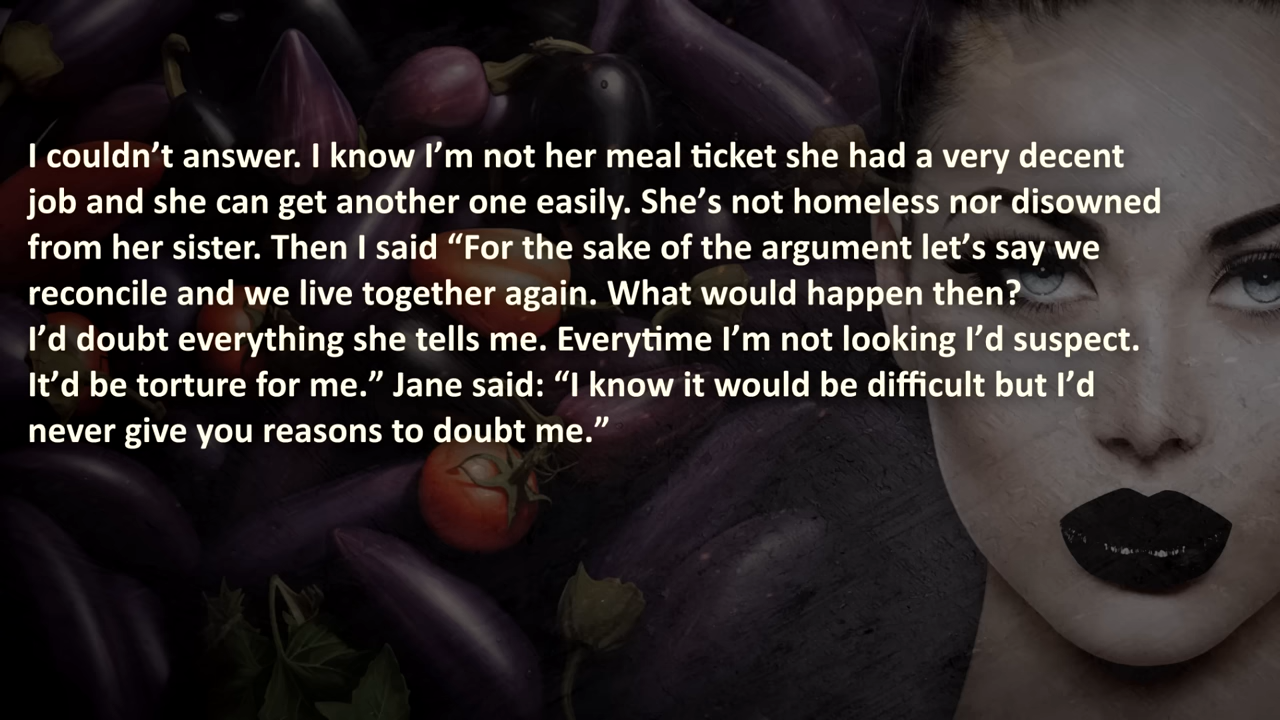 I couldn’t answer. I know I’m not her meal ticket she had a very decent
job and she can get another one easily. She’s not homeless nor disowned
from her sister. Then I said “For the sake of the argument let’s say we
reconcile and we live together again. What would happen then?
I’d doubt everything she tells me. Everytime I’m not looking I’d suspect.
It’d be torture for me.” Jane said: “I know it would be difficult but I’d
never give you reasons to doubt me.”